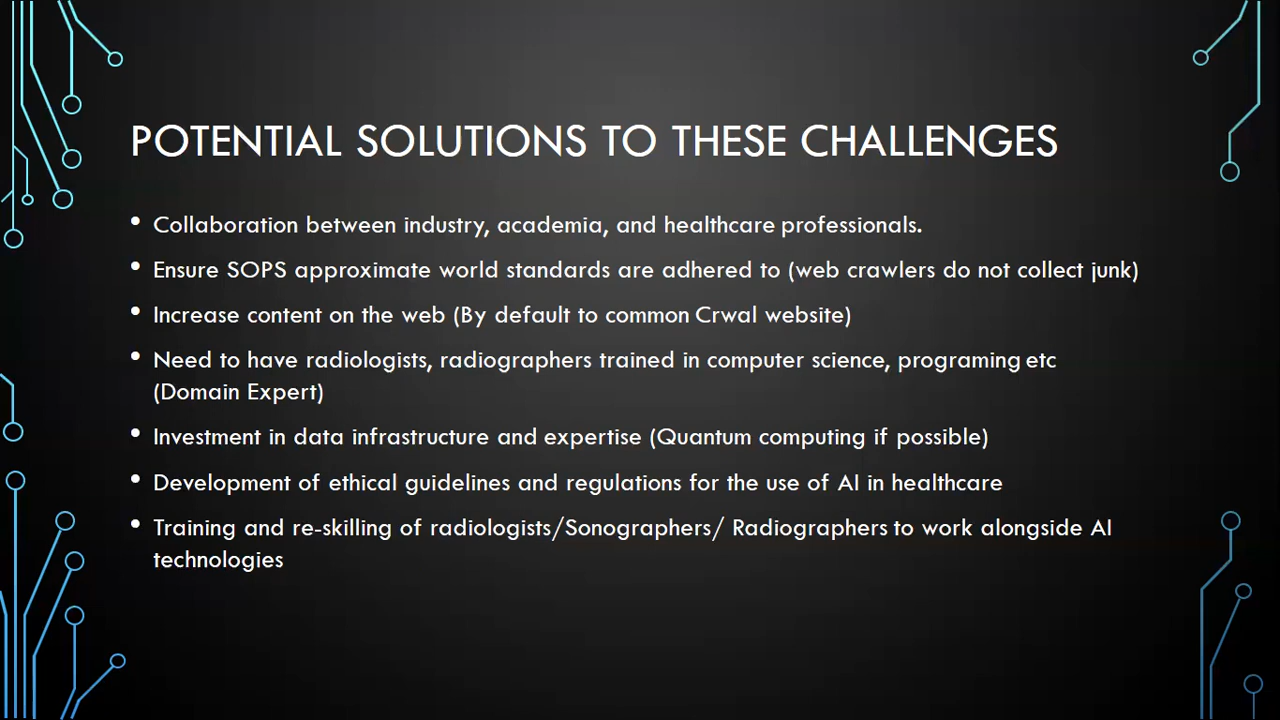 POTENTIAL SOLUTIONS TO THESE CHALLENGES
• Collaboration between industry, academia, and healthcare professionals.
• Ensure SOPS approximate world standards are adhered to (web crawlers do not collect junk)
• Increase content on the web (By default to common Crwal website)
• Need to have radiologists, radiographers trained in computer science, programing etc
(Domain Expert)
• Investment in data infrastructure and expertise (Quantum computing if possible)
• Development of ethical guidelines and regulations for the use of AI in healthcare
• Training and re-skilling of radiologists/Sonographers/ Radiographers to work alongside AI
technologies